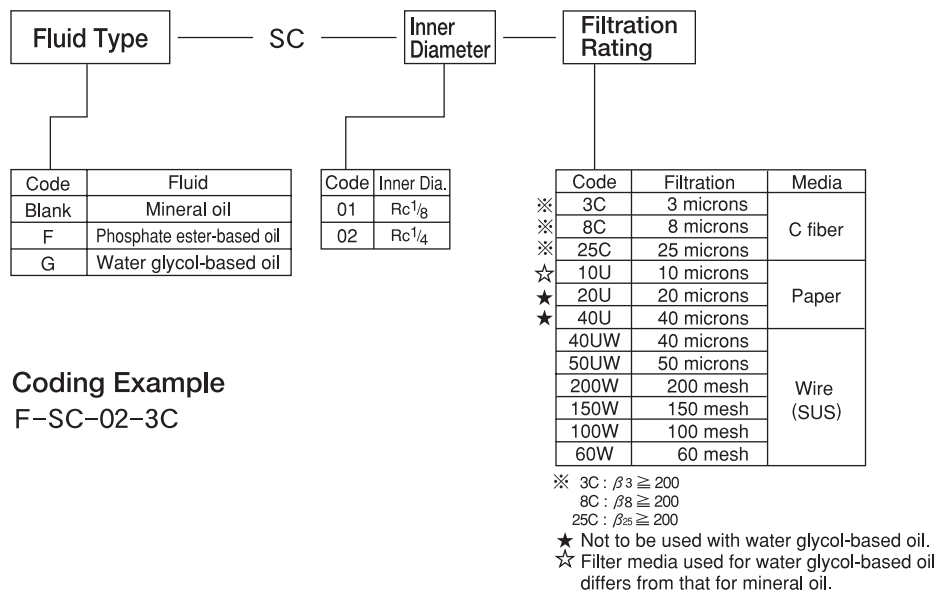 Fluid Type — SC — Inner Diameter — Filtration Rating
Code Fluid
Blank Mineral oil
F Phosphate ester-based oil
G Water glycol-based oil
Code Inner Dia.
01 Rc1/8
02 Rc1/4
Code Filtration Media
※ 3C 3 microns
※ 8C 8 microns C fiber
※ 25C 25 microns
☆ 10U 10 microns
★ 20U 20 microns Paper
★ 40U 40 microns
40UW 40 microns
50UW 50 microns
200W 200 mesh Wire
150W 150 mesh (SUS)
100W 100 mesh
60W 60 mesh
※ 3C : β3 ≧ 200
8C : β8 ≧ 200
25C : β25 ≧ 200
★ Not to be used with water glycol-based oil.
☆ Filter media used for water glycol-based oil
differs from that for mineral oil.
Coding Example
F-SC-02-3C